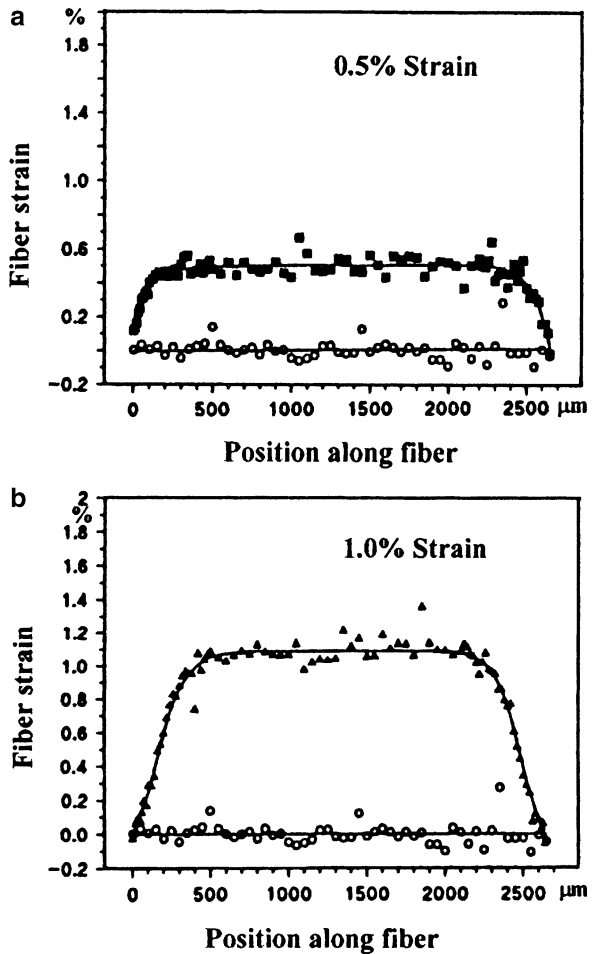 a
%
1.8
1.4
1.0
0.6
0.2
−0.2
Fiber strain
0.5% Strain
0 500 1000 1500 2000 2500 μm
Position along fiber
b
2
%
1.8
1.6
1.4
1.2
1.0
0.8
0.6
0.4
0.2
0.0
−0.2
Fiber strain
1.0% Strain
0 500 1000 1500 2000 2500 μm
Position along fiber